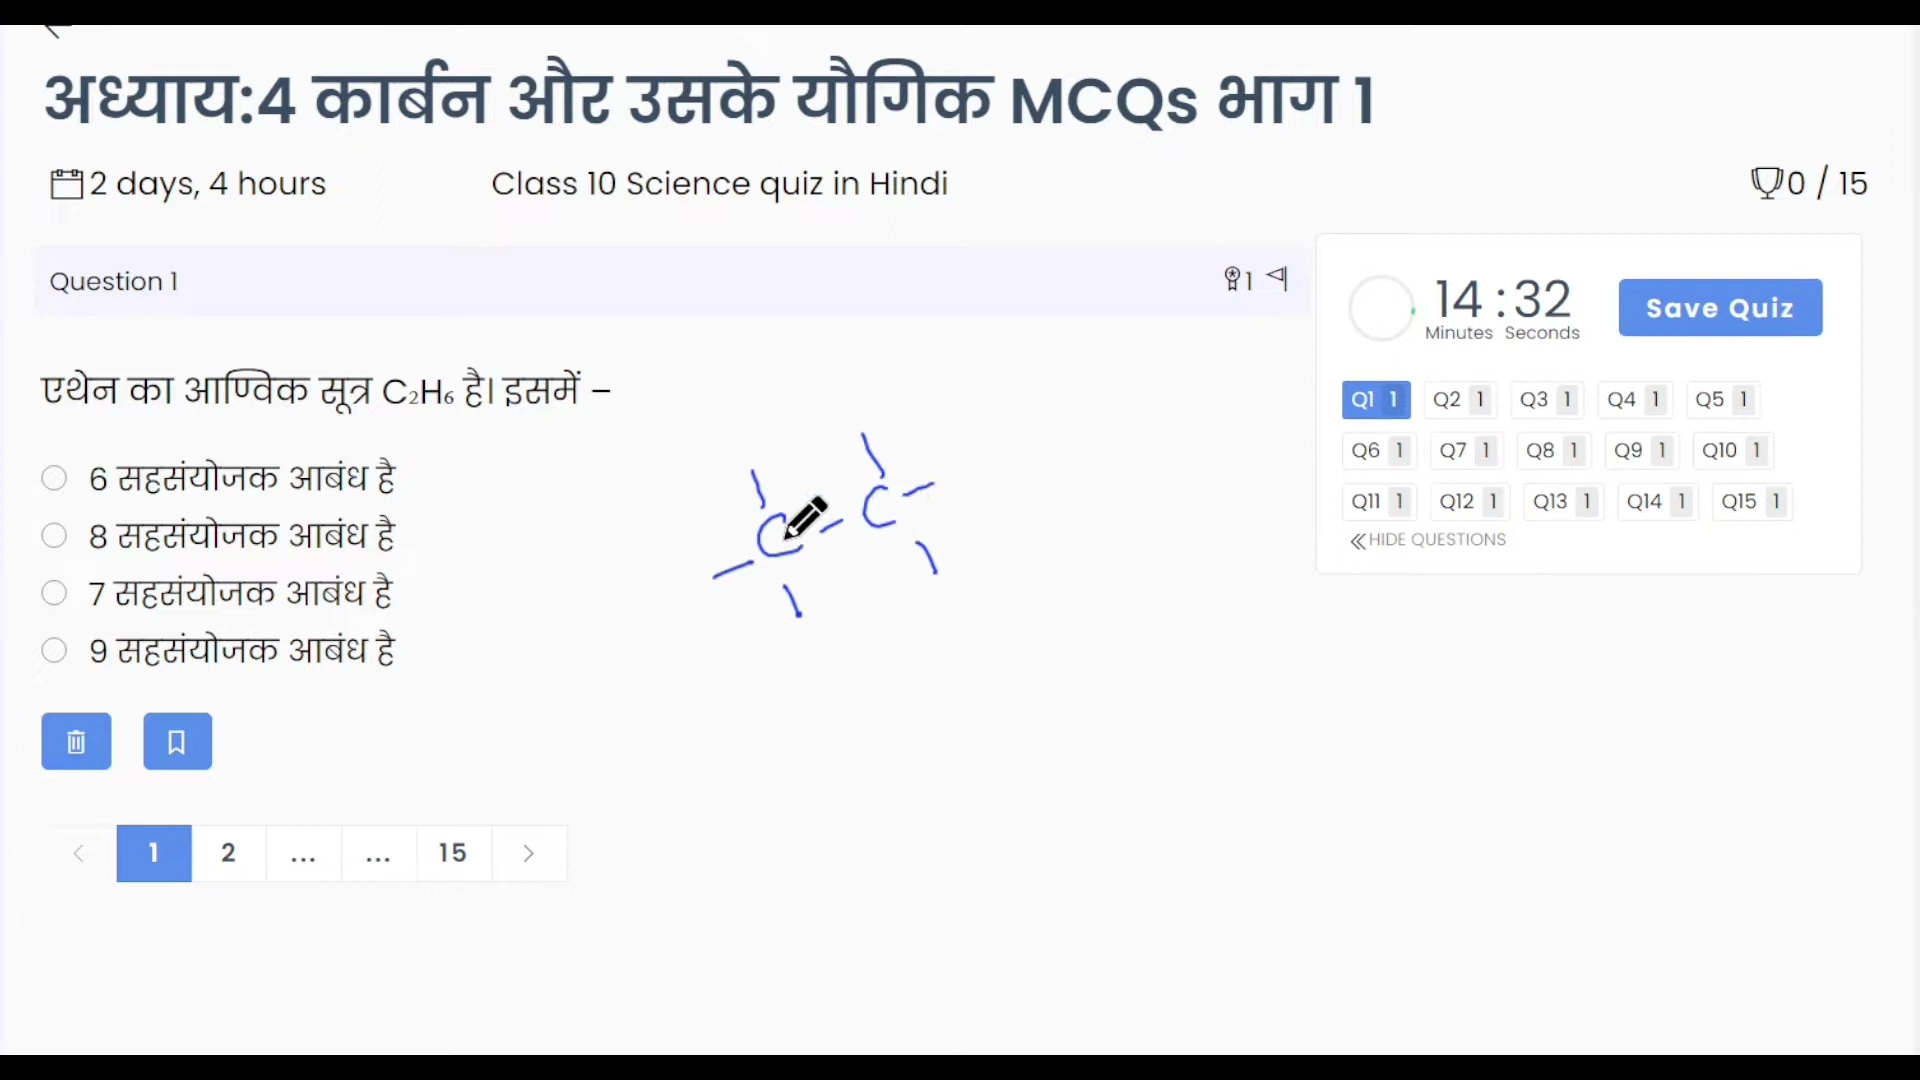 अध्याय:4 कार्बन और उसके यौगिक MCQs भाग 1
2 days, 4 hours
Class 10 Science quiz in Hindi
0 / 15
Question 1
1
14 : 32
Minutes Seconds
Save Quiz
एथेन का आण्विक सूत्र C₂H₆ है। इसमें –
6 सहसंयोजक आबंध है
8 सहसंयोजक आबंध है
7 सहसंयोजक आबंध है
9 सहसंयोजक आबंध है
C - C
Q1 1 Q2 1 Q3 1 Q4 1 Q5 1
Q6 1 Q7 1 Q8 1 Q9 1 Q10 1
Q11 1 Q12 1 Q13 1 Q14 1 Q15 1
HIDE QUESTIONS
1 2 ... ... 15